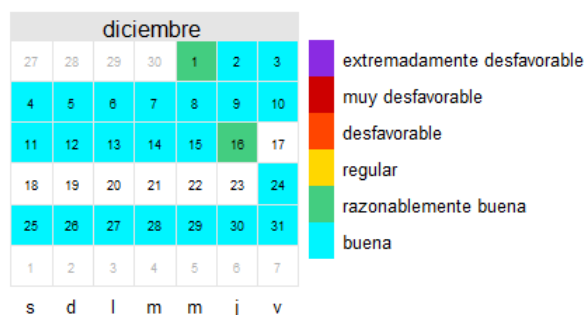 diciembre
27 28 29 30 1 2 3
4 5 6 7 8 9 10
11 12 13 14 15 16 17
18 19 20 21 22 23 24
25 26 27 28 29 30 31
1 2 3 4 5 6 7
s d l m m j v
extremadamente desfavorable
muy desfavorable
desfavorable
regular
razonablemente buena
buena